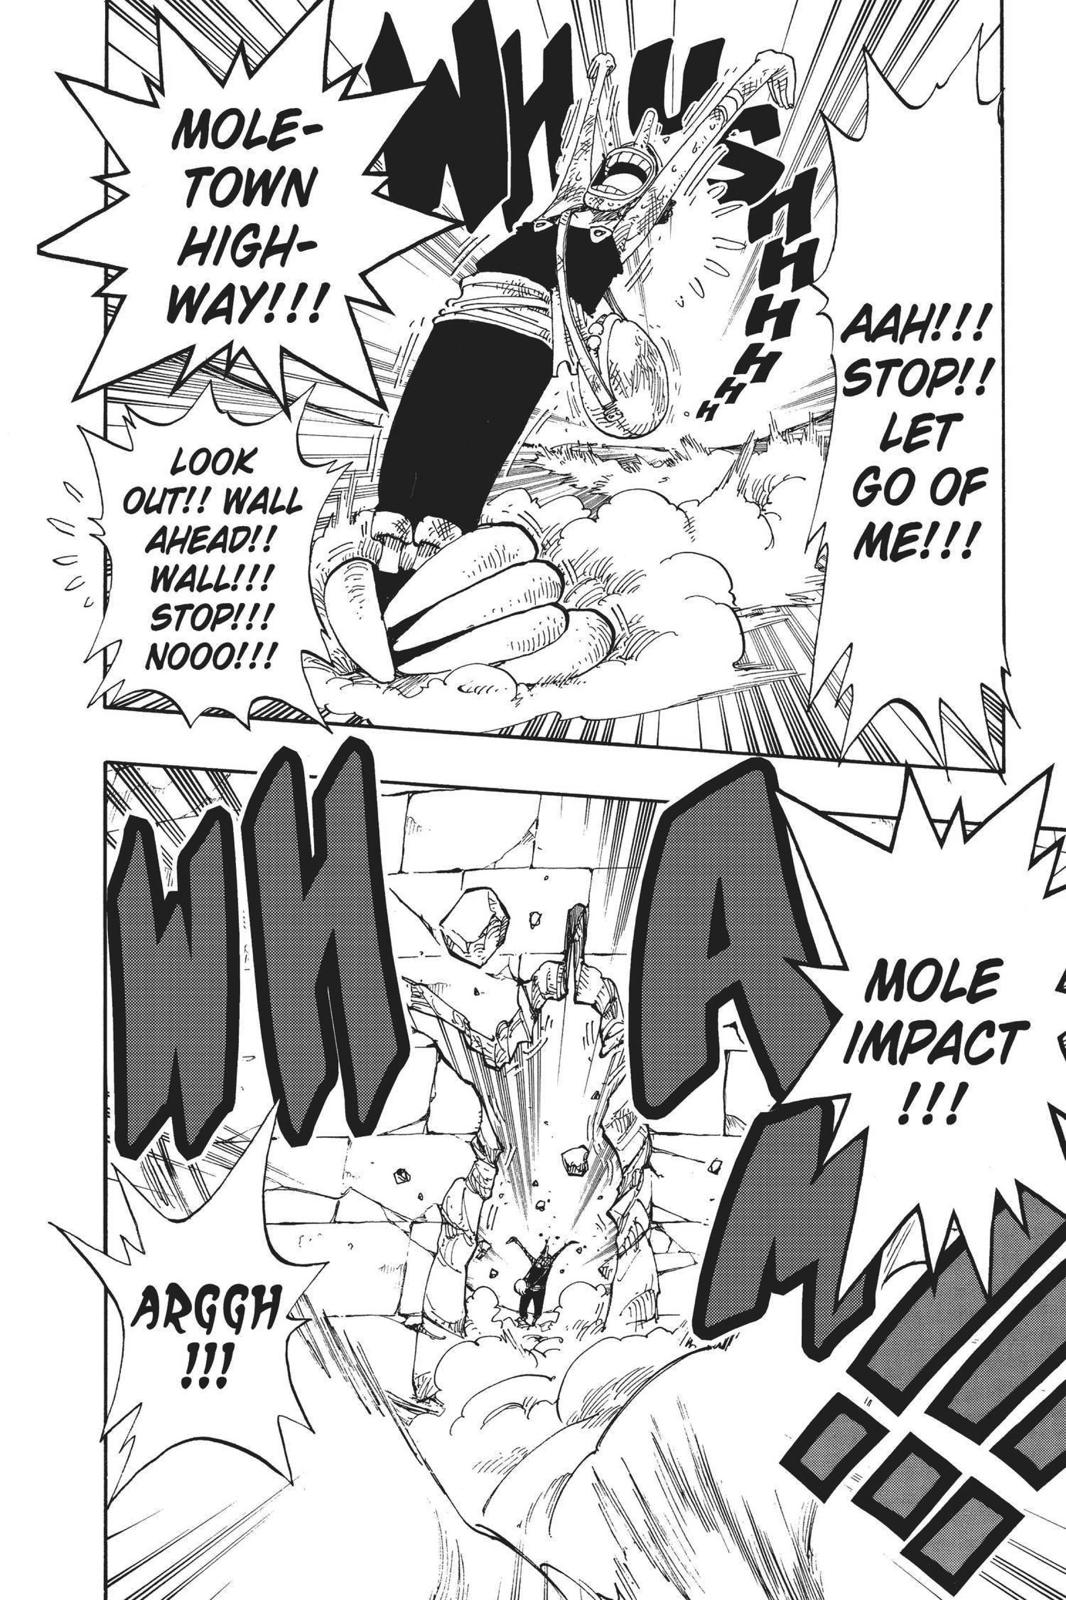 AAH!!!
STOP!!
LET
GO OF
ME!!!
WHUSHHHHHH
MOLE-
TOWN
HIGH-
WAY!!!
LOOK
OUT!! WALL
AHEAD!!
WALL!!!
STOP!!!
NOOO!!!
MOLE
IMPACT
!!!
WHAM!!!
ARGGH
!!!